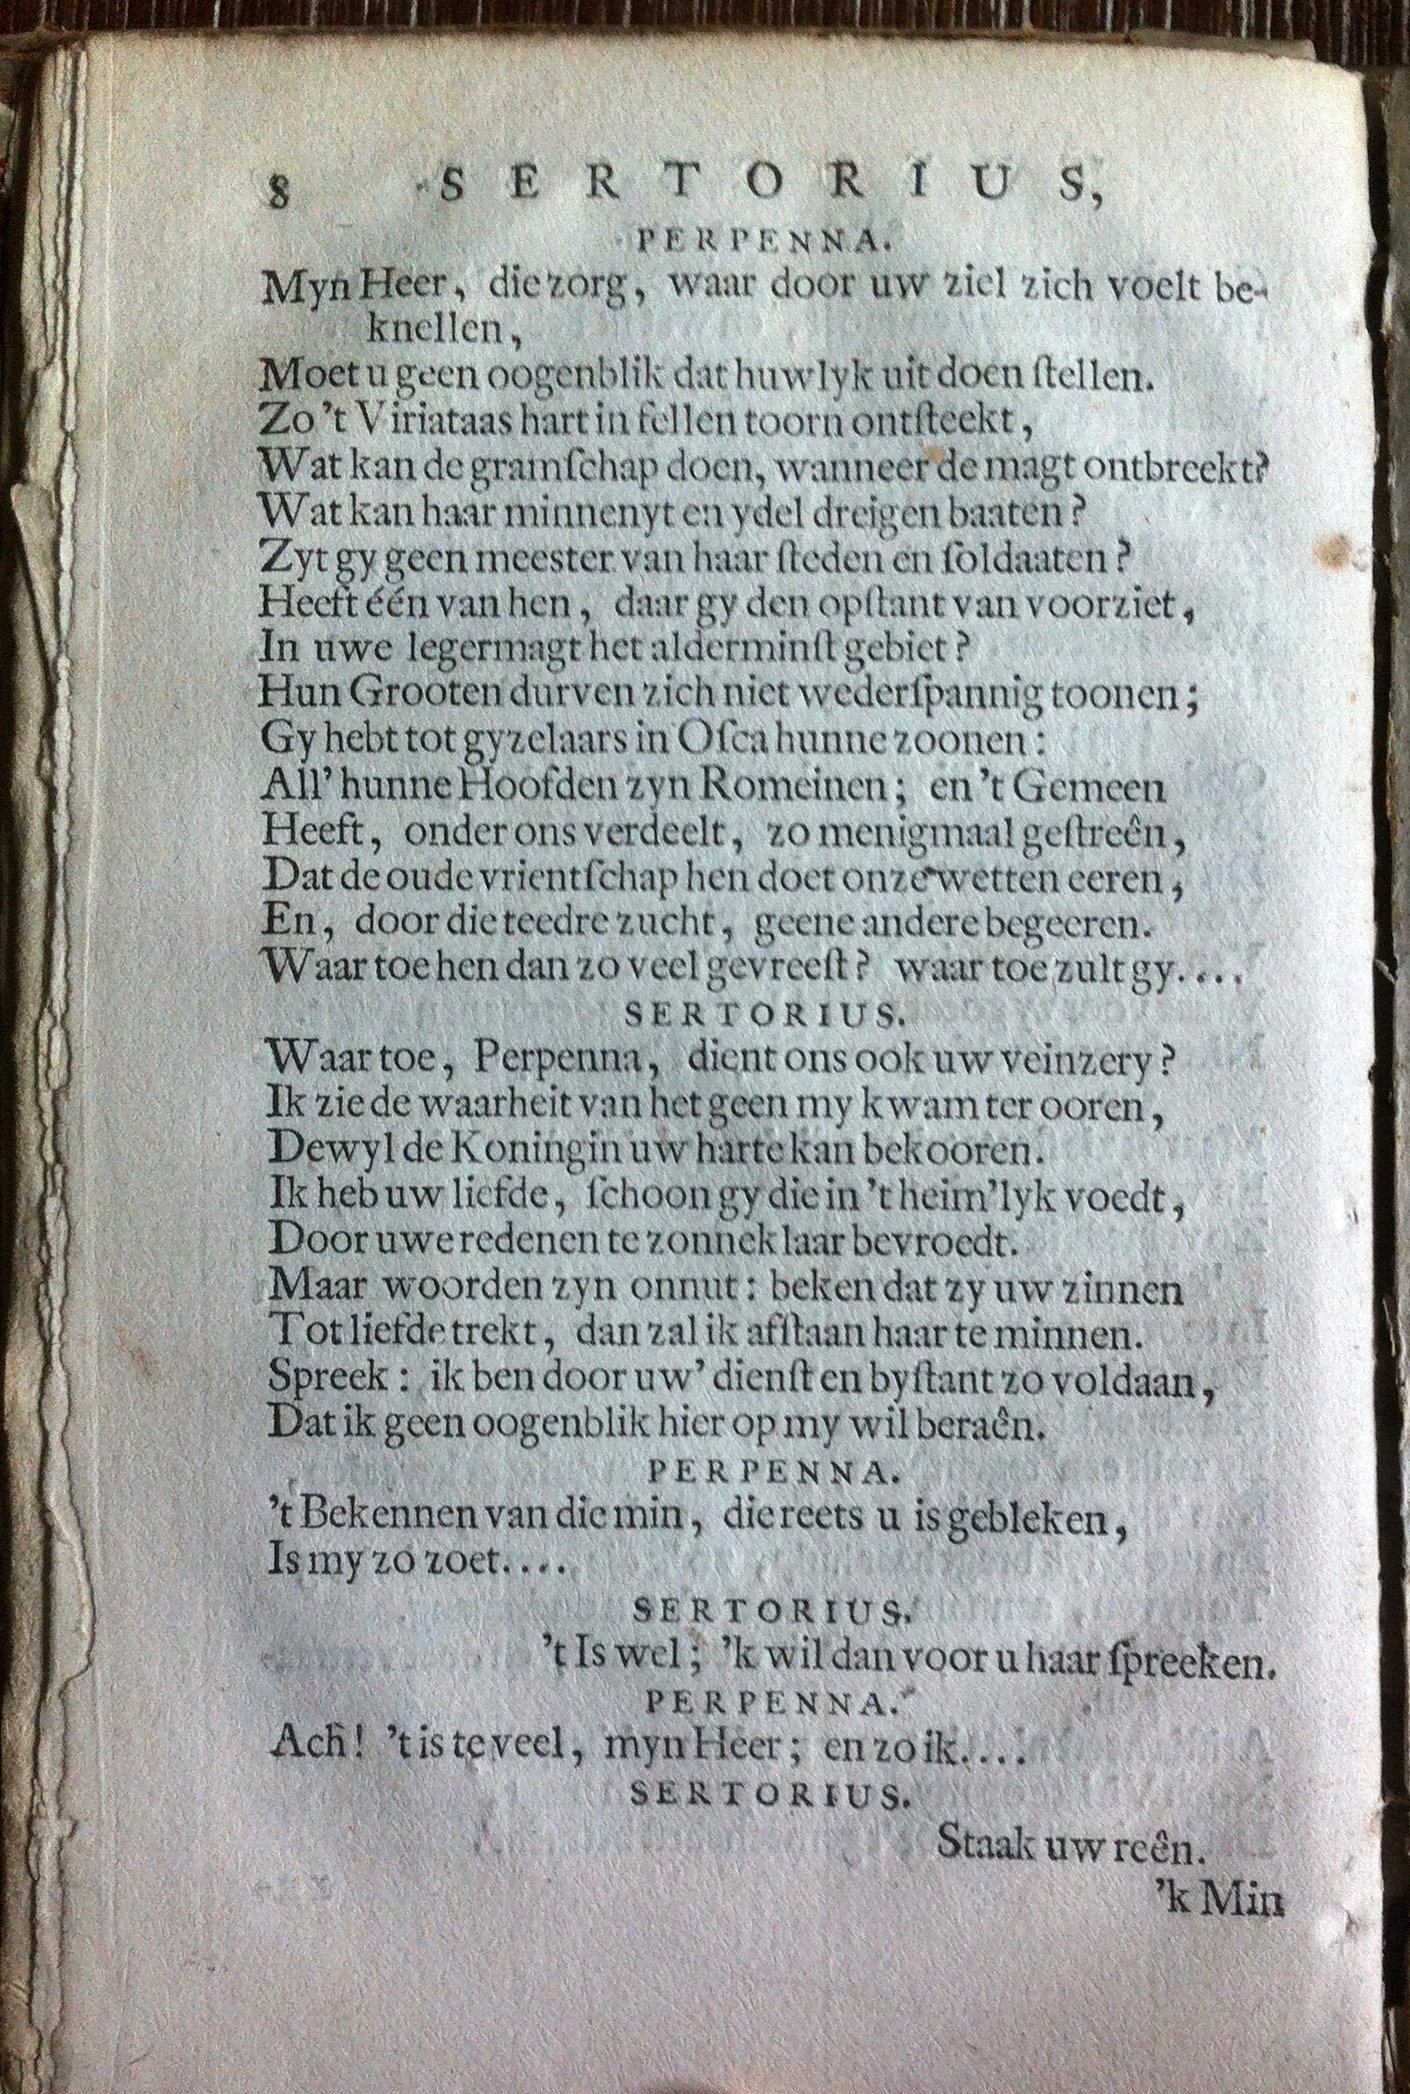 8 SERTORIUS,
PERPENNA.
Myn Heer, die zorg, waar door uw ziel zich voelt be-
knellen,
Moet u geen oogenblik dat huwlyk uit doen ſtellen.
Zo 't Viriataas hart in fellen toorn ontſteekt,
Wat kan de gramſchap doen, wanneer de magt ontbreekt?
Wat kan haar minnenyt en ydel dreigen baaten?
Zyt gy geen meester van haar ſteden en ſoldaaten?
Heeft één van hen, daar gy den opſtant van voorziet,
In uwe legermagt het alderminſt gebiet?
Hun Grooten durven zich niet wederſpannig toonen;
Gy hebt tot gyzelaars in Oſca hunne zoonen:
All' hunne Hoofden zyn Romeinen; en 't Gemeen
Heeft, onder ons verdeelt, zo menigmaal geſtreên,
Dat de oude vrientſchap hen doet onze wetten eeren,
En, door die teedre zucht, geene andere begeeren.
Waar toe hen dan zo veel gevreeſt? waar toe zult gy....
SERTORIUS.
Waar toe, Perpenna, dient ons ook uw veinzery?
Ik zie de waarheit van het geen my kwam ter ooren,
Dewyl de Koningin uw harte kan bekooren.
Ik heb uw liefde, ſchoon gy die in 't heim'lyk voedt,
Door uwe redenen te zonneklaar bevroedt.
Maar woorden zyn onnut: beken dat zy uw zinnen
Tot liefde trekt, dan zal ik afſtaan haar te minnen.
Spreek: ik ben door uw' dienſt en byſtant zo voldaan,
Dat ik geen oogenblik hier op my wil beraên.
PERPENNA.
't Bekennen van die min, die reets u is gebleken,
Is my zo zoet....
SERTORIUS.
't Is wel; 'k wil dan voor u haar ſpreeken.
PERPENNA.
Ach! 't is te veel, myn Heer; en zo ik....
SERTORIUS.
Staak uw reên.
'k Min